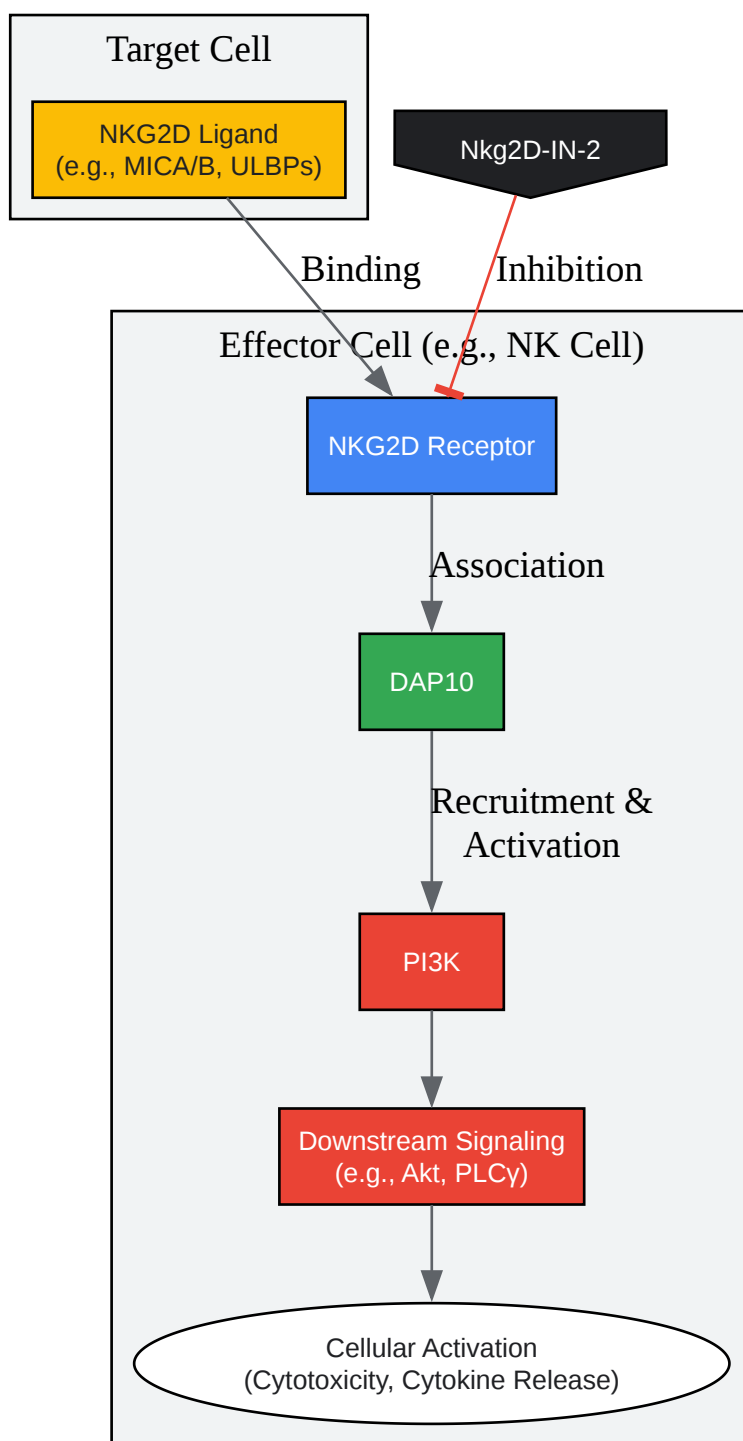 Target Cell
NKG2D Ligand
(e.g., MICA/B, ULBPs)
Nkg2D-IN-2
Binding
Inhibition
Effector Cell (e.g., NK Cell)
NKG2D Receptor
Association
DAP10
Recruitment &
Activation
PI3K
Downstream Signaling
(e.g., Akt, PLCγ)
Cellular Activation
(Cytotoxicity, Cytokine Release)